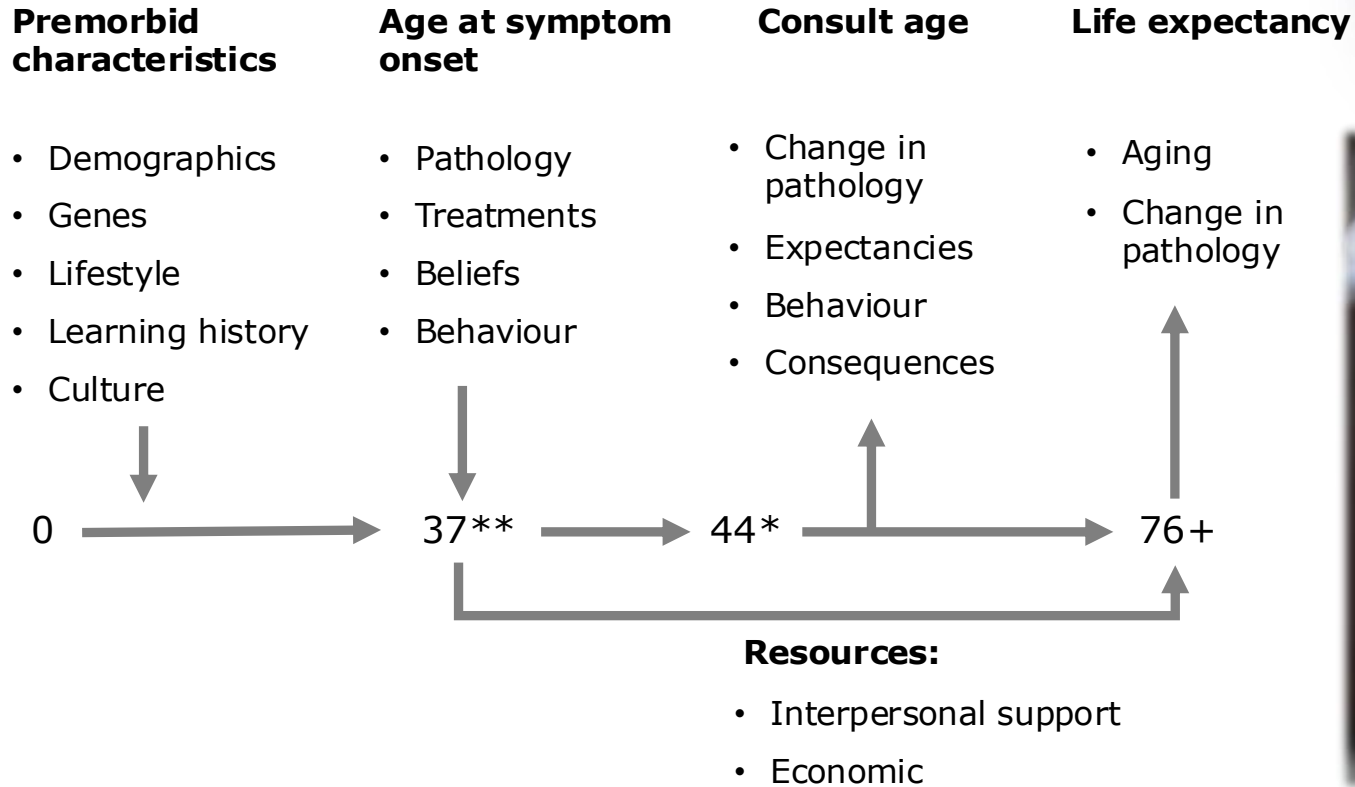 Premorbid
characteristics
• Demographics
• Genes
• Lifestyle
• Learning history
• Culture
Age at symptom
onset
• Pathology
• Treatments
• Beliefs
• Behaviour
Consult age
• Change in
pathology
• Expectancies
• Behaviour
• Consequences
Life expectancy
• Aging
• Change in
pathology
0
37**
44*
76+
Resources:
• Interpersonal support
• Economic